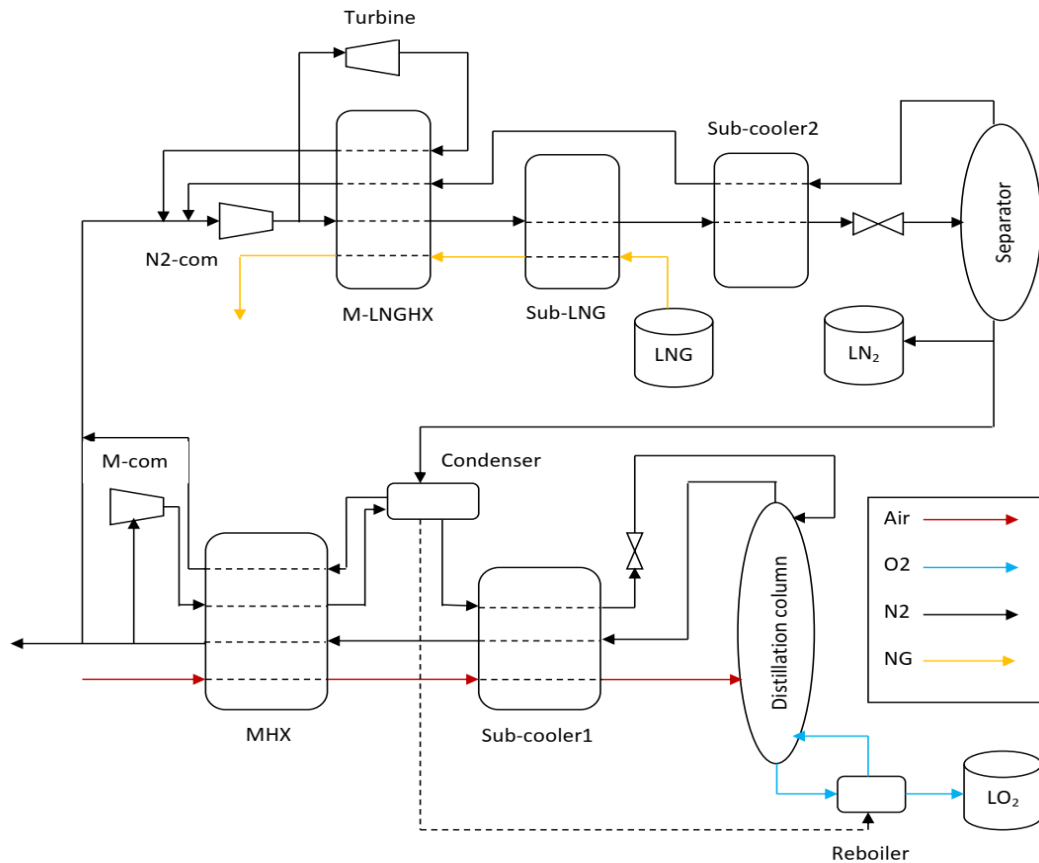 Turbine
Sub-cooler2
Separator
N2-com
M-LNGHX
Sub-LNG
LNG
LN₂
M-com
Condenser
Air
O2
N2
NG
Distillation column
MHX
Sub-cooler1
LO₂
Reboiler